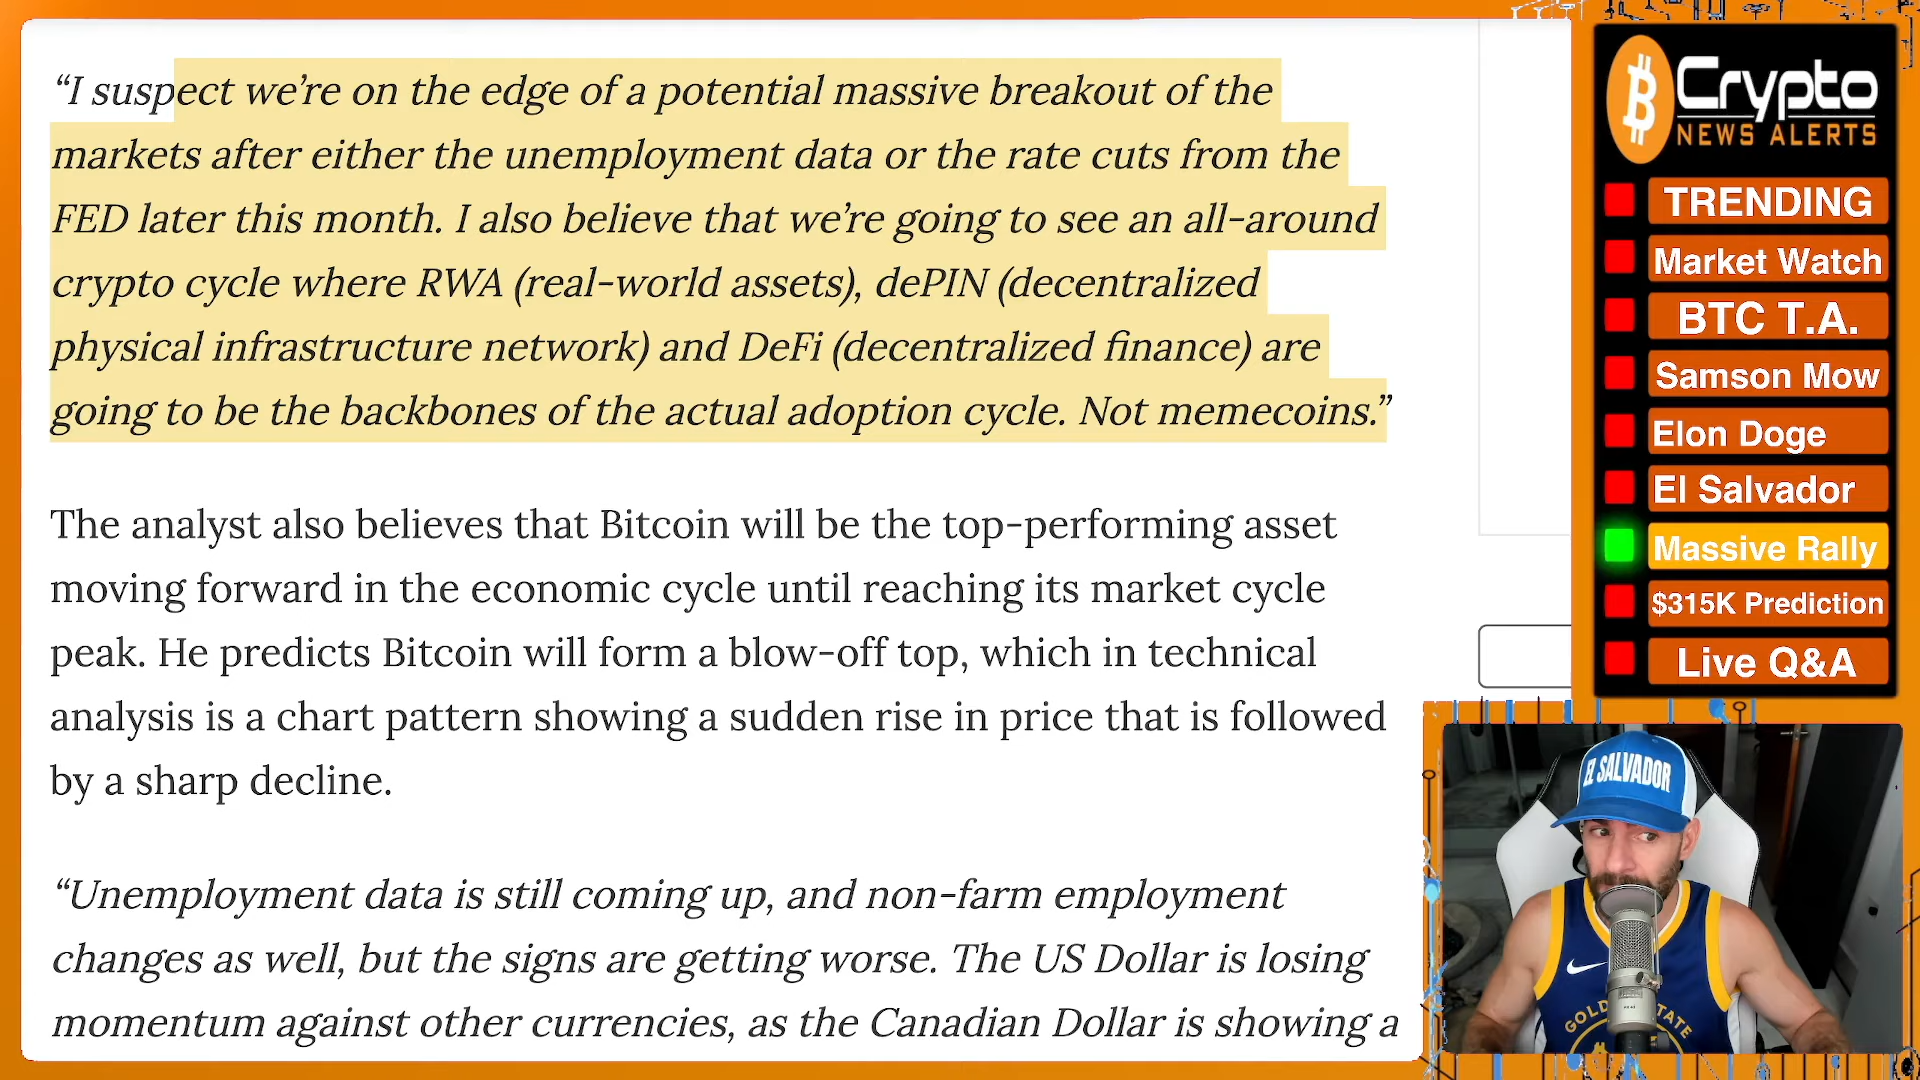 “I suspect we’re on the edge of a potential massive breakout of the
markets after either the unemployment data or the rate cuts from the
FED later this month. I also believe that we’re going to see an all-around
crypto cycle where RWA (real-world assets), dePIN (decentralized
physical infrastructure network) and DeFi (decentralized finance) are
going to be the backbones of the actual adoption cycle. Not memecoins.”
The analyst also believes that Bitcoin will be the top-performing asset
moving forward in the economic cycle until reaching its market cycle
peak. He predicts Bitcoin will form a blow-off top, which in technical
analysis is a chart pattern showing a sudden rise in price that is followed
by a sharp decline.
“Unemployment data is still coming up, and non-farm employment
changes as well, but the signs are getting worse. The US Dollar is losing
momentum against other currencies, as the Canadian Dollar is showing a
Crypto
NEWS ALERTS
TRENDING
Market Watch
BTC T.A.
Samson Mow
Elon Doge
El Salvador
Massive Rally
$315K Prediction
Live Q&A
EL SALVADOR